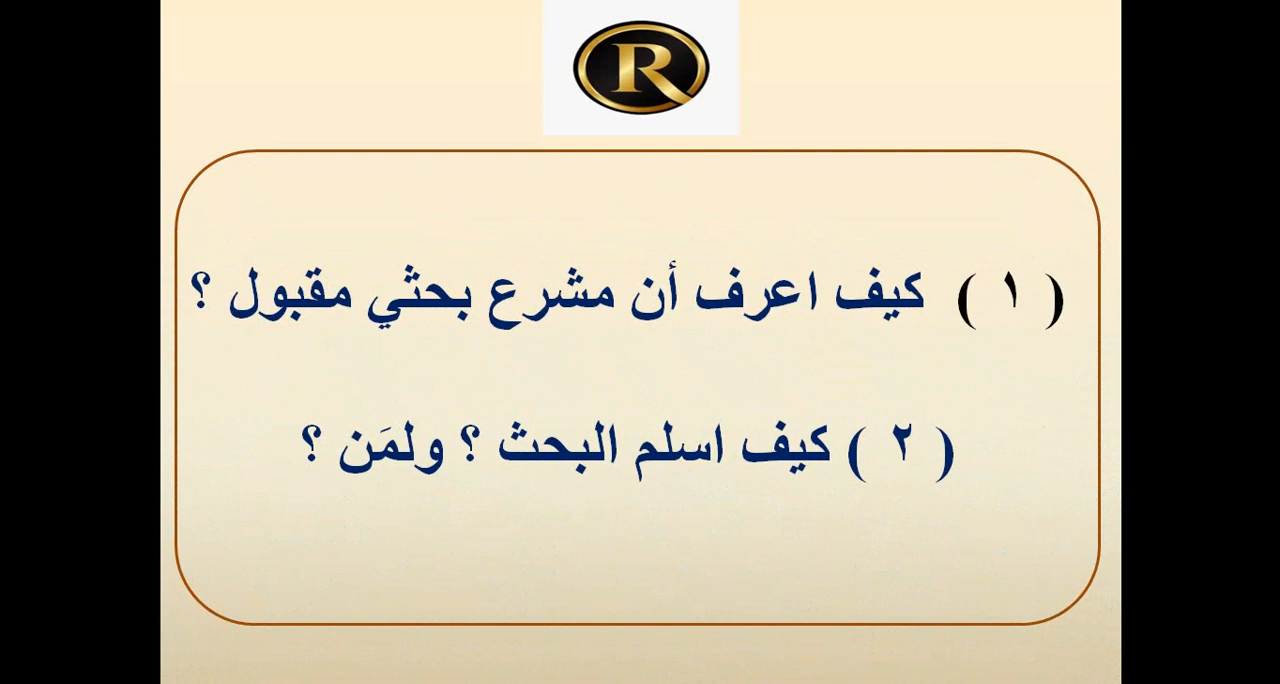 R
( ١ ) كيف اعرف أن مشرع بحثي مقبول ؟
( ٢ ) كيف اسلم البحث ؟ ولمَن ؟